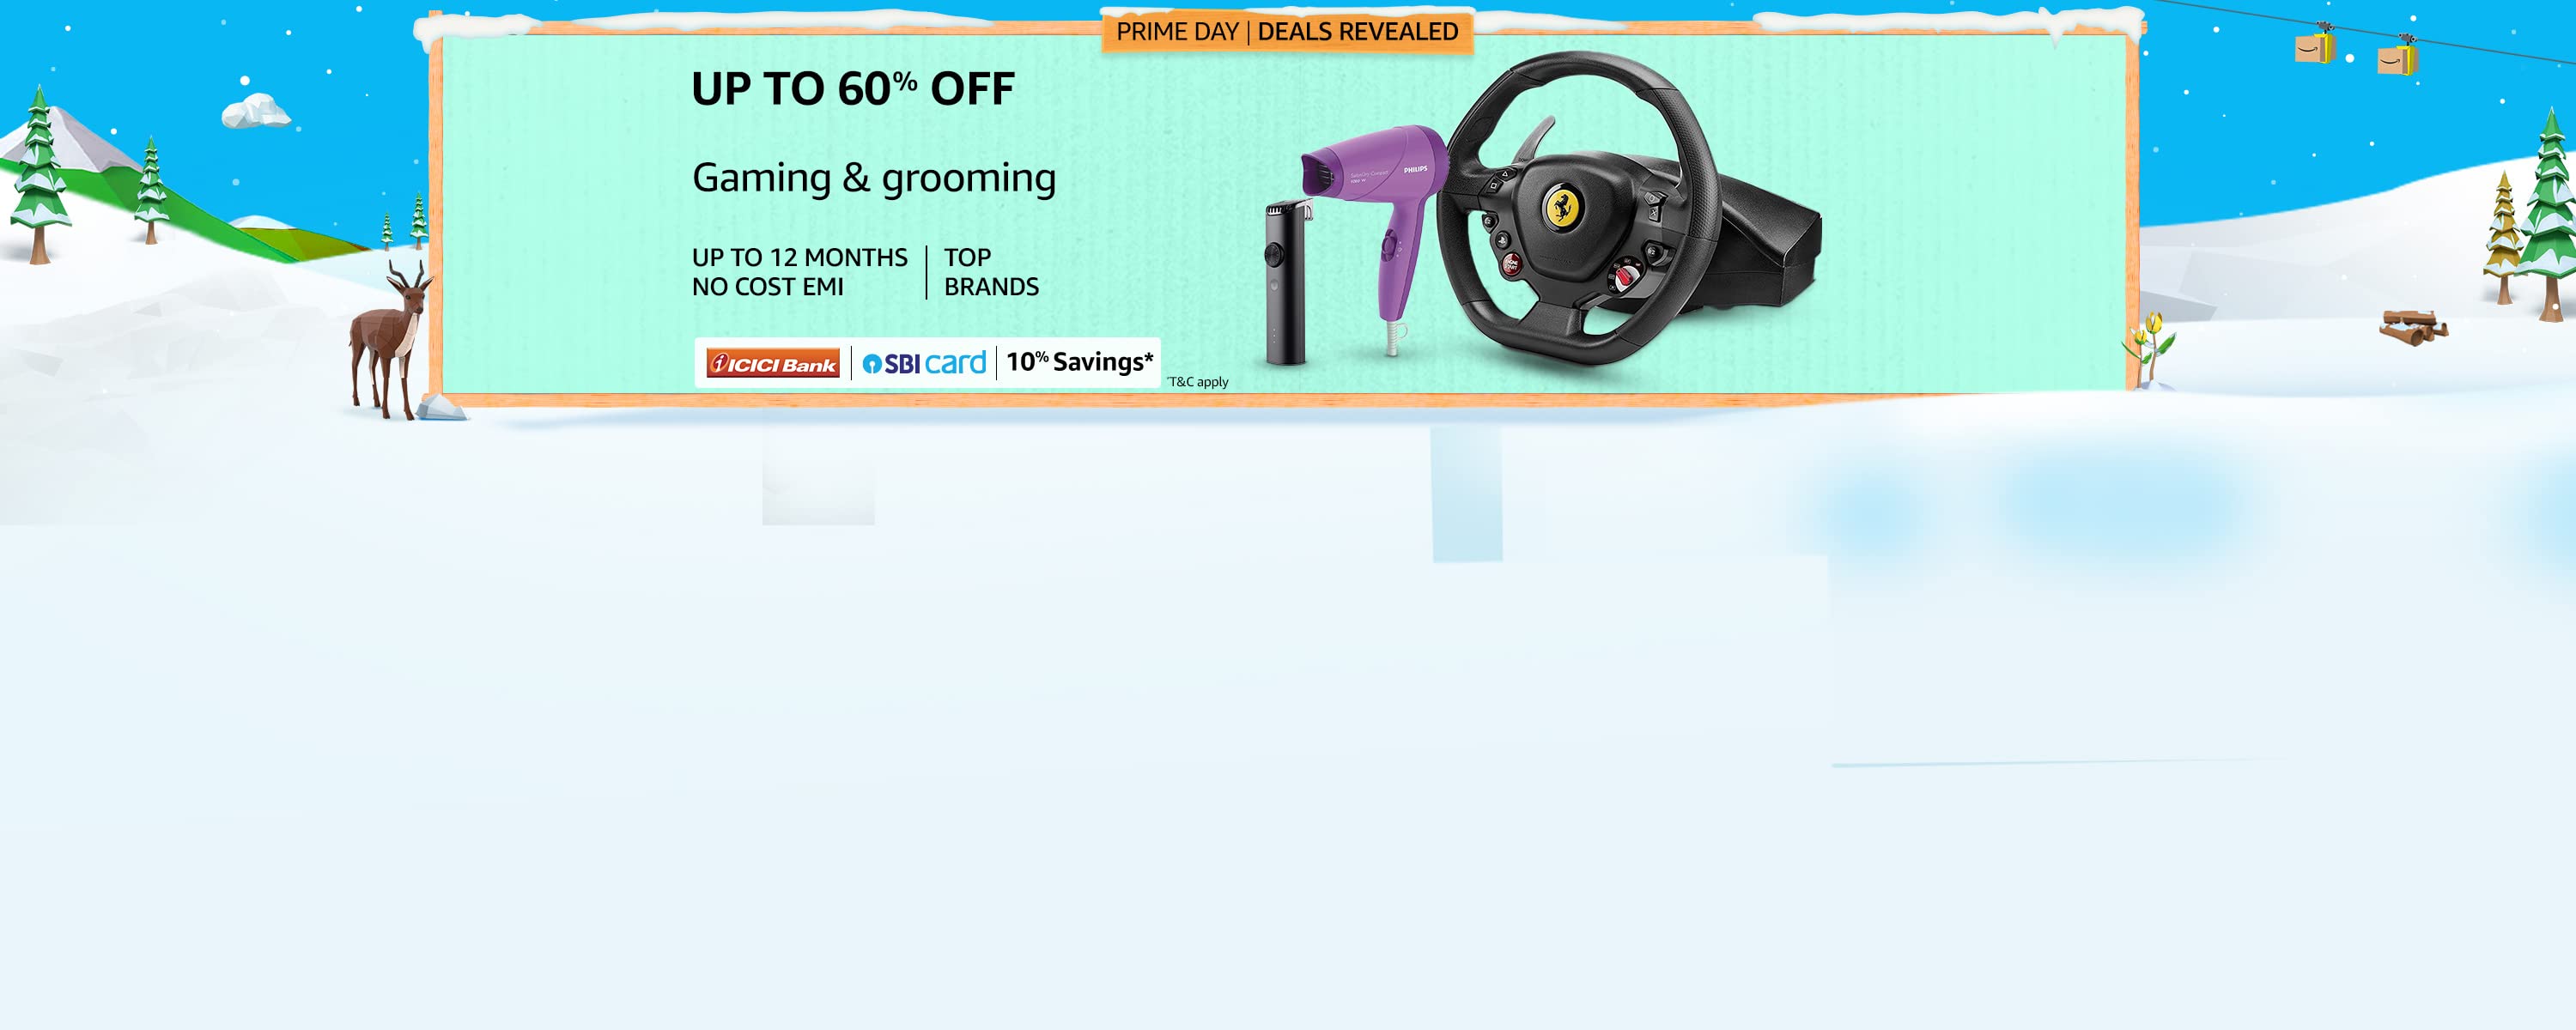 PRIME DAY | DEALS REVEALED
UP TO 60% OFF
Gaming & grooming
UP TO 12 MONTHS
NO COST EMI
TOP
BRANDS
ICICI Bank | SBI card | 10% Savings*
*T&C apply
PHILIPS